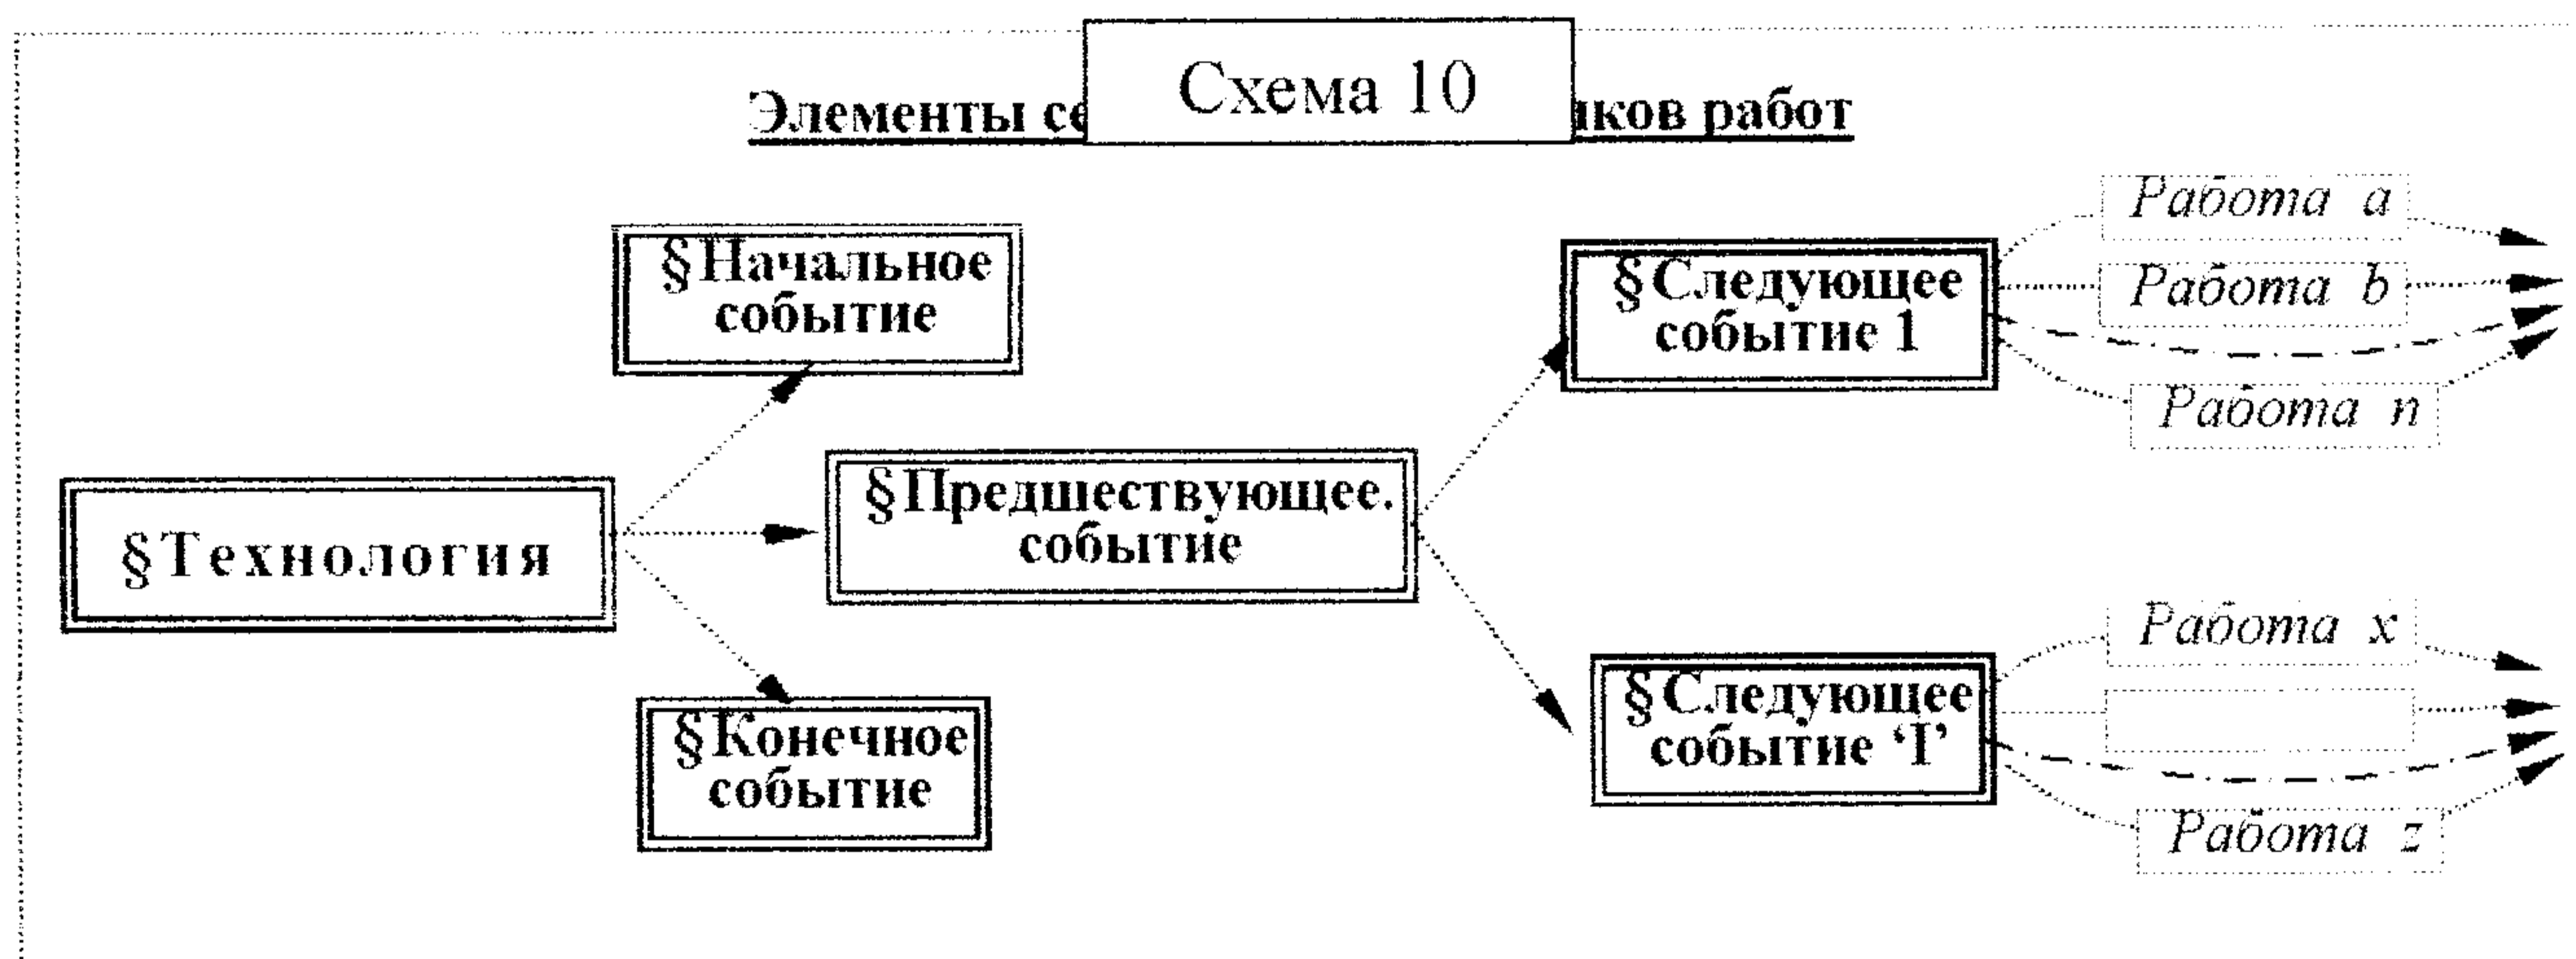 Схема 10
Элементы се иков работ
§Начальное
событие
§Технология
§Предшествующее.
событие
§Конечное
событие
§Следующее
событие 1
Работа a
Работа b
Работа n
§Следующее
событие ‘I’
Работа x
Работа z